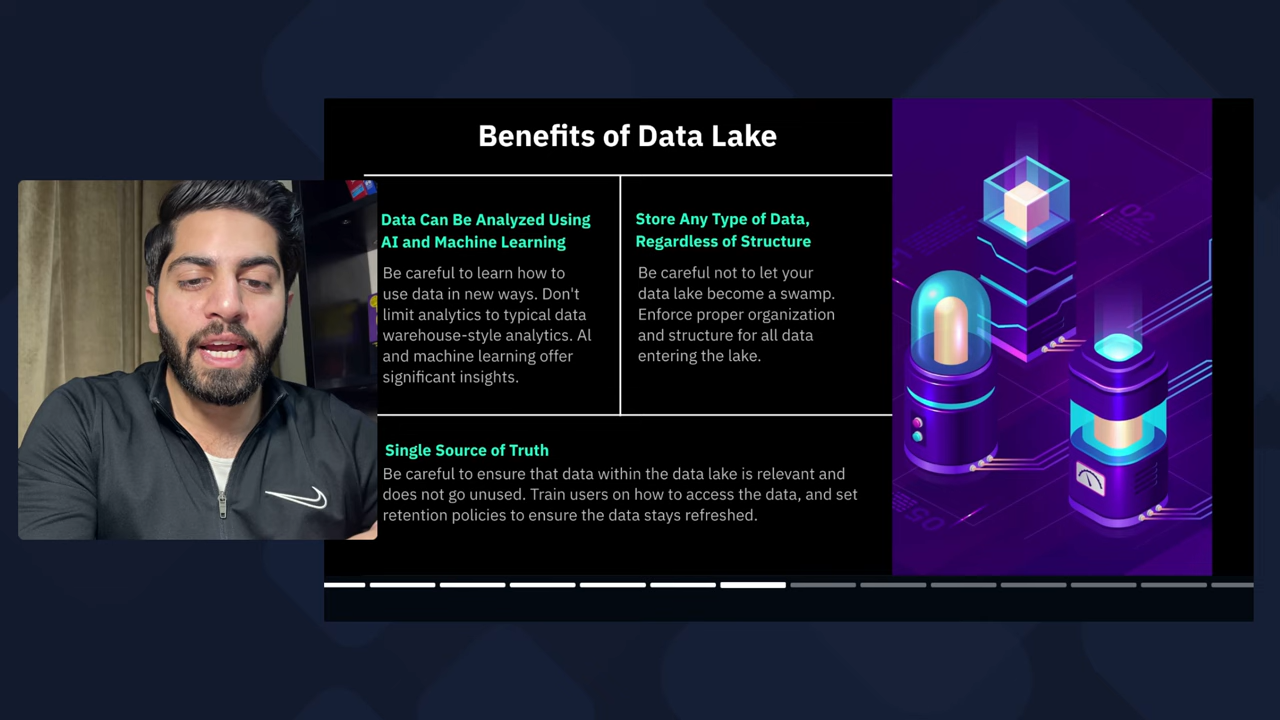 Benefits of Data Lake
Data Can Be Analyzed Using
AI and Machine Learning
Be careful to learn how to
use data in new ways. Don't
limit analytics to typical data
warehouse-style analytics. AI
and machine learning offer
significant insights.
Store Any Type of Data,
Regardless of Structure
Be careful not to let your
data lake become a swamp.
Enforce proper organization
and structure for all data
entering the lake.
Single Source of Truth
Be careful to ensure that data within the data lake is relevant and
does not go unused. Train users on how to access the data, and set
retention policies to ensure the data stays refreshed.
02
05